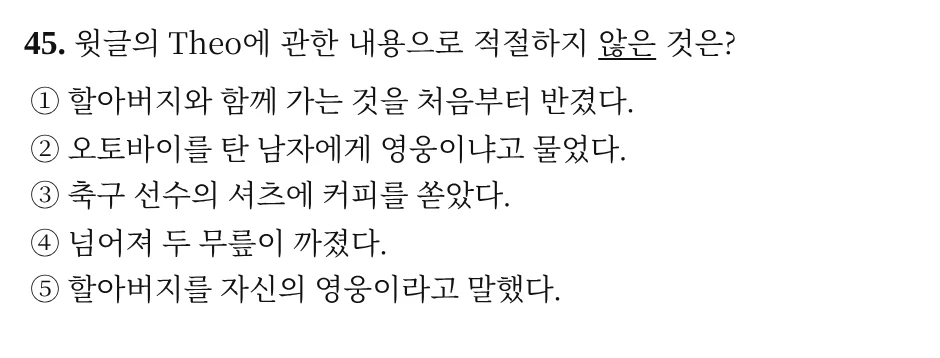 45. 윗글의 Theo에 관한 내용으로 적절하지 않은 것은?
① 할아버지와 함께 가는 것을 처음부터 반겼다.
② 오토바이를 탄 남자에게 영웅이냐고 물었다.
③ 축구 선수의 셔츠에 커피를 쏟았다.
④ 넘어져 두 무릎이 까졌다.
⑤ 할아버지를 자신의 영웅이라고 말했다.